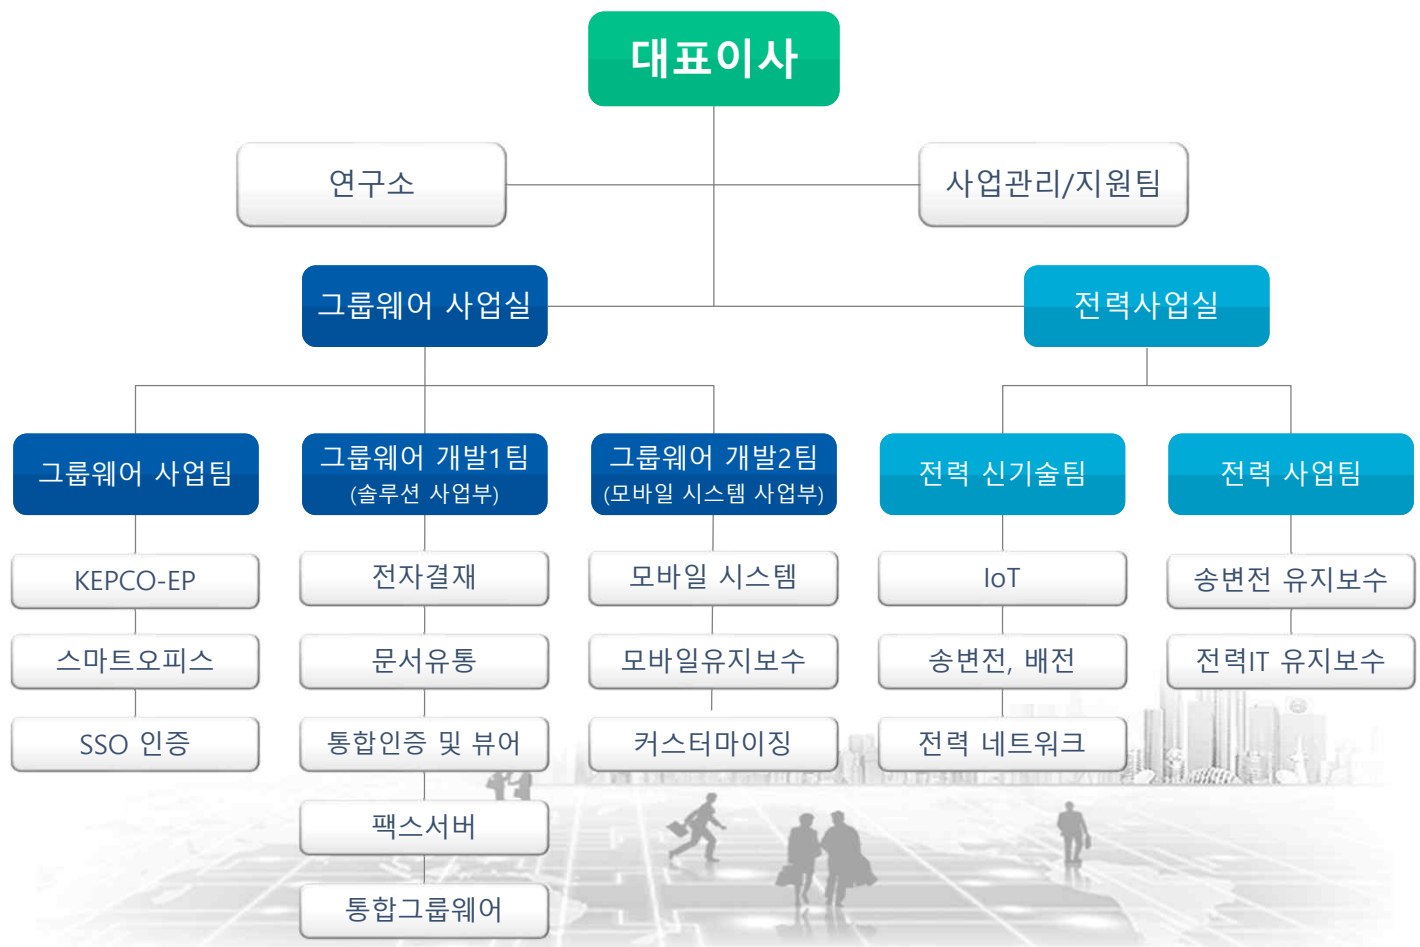 대표이사
연구소
사업관리/지원팀
그룹웨어 사업실
전력사업실
그룹웨어 사업팀
그룹웨어 개발1팀
(솔루션 사업부)
그룹웨어 개발2팀
(모바일 시스템 사업부)
전력 신기술팀
전력 사업팀
KEPCO-EP
전자결재
모바일 시스템
IoT
송변전 유지보수
스마트오피스
문서유통
모바일유지보수
송변전, 배전
전력IT 유지보수
SSO 인증
통합인증 및 뷰어
커스터마이징
전력 네트워크
팩스서버
통합그룹웨어